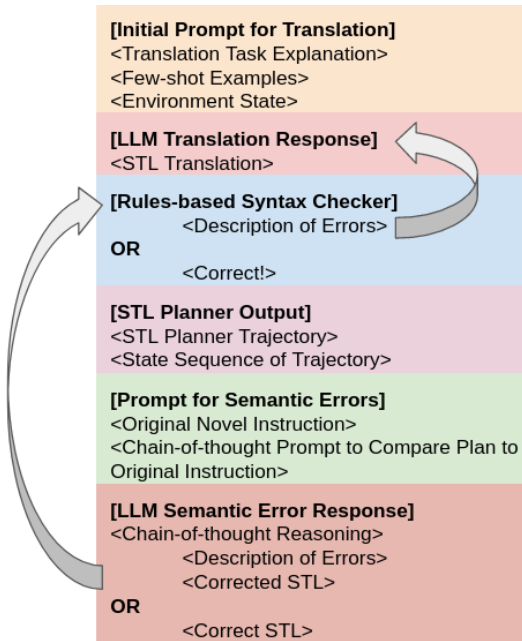 [Initial Prompt for Translation]
<Translation Task Explanation>
<Few-shot Examples>
<Environment State>
[LLM Translation Response]
<STL Translation>
[Rules-based Syntax Checker]
<Description of Errors>
OR
<Correct!>
[STL Planner Output]
<STL Planner Trajectory>
<State Sequence of Trajectory>
[Prompt for Semantic Errors]
<Original Novel Instruction>
<Chain-of-thought Prompt to Compare Plan to
Original Instruction>
[LLM Semantic Error Response]
<Chain-of-thought Reasoning>
<Description of Errors>
<Corrected STL>
OR
<Correct STL>